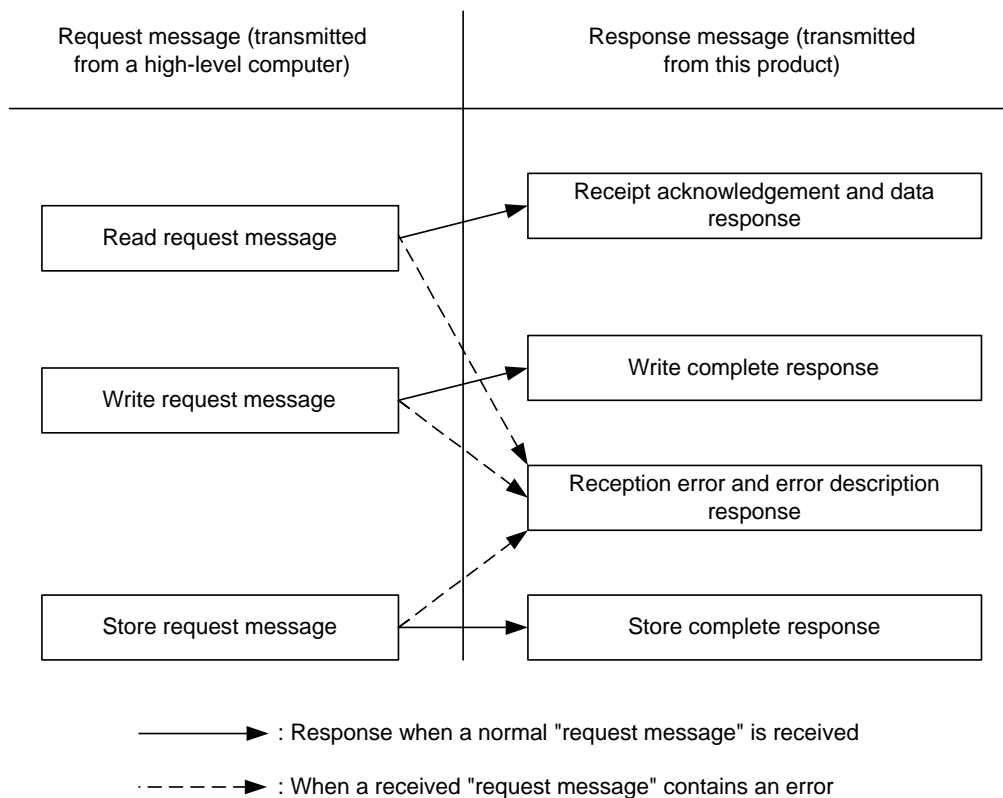 Request message (transmitted
from a high-level computer)
Response message (transmitted
from this product)
Read request message
Receipt acknowledgement and data
response
Write request message
Write complete response
Reception error and error description
response
Store request message
Store complete response
: Response when a normal "request message" is received
: When a received "request message" contains an error